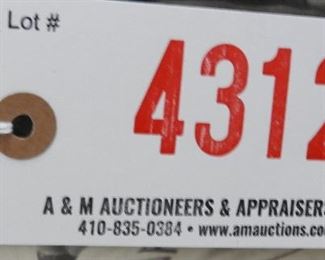 Lot #
4312
A & M AUCTIONEERS & APPRAISERS
410-835-0384 • www.amauctions.co